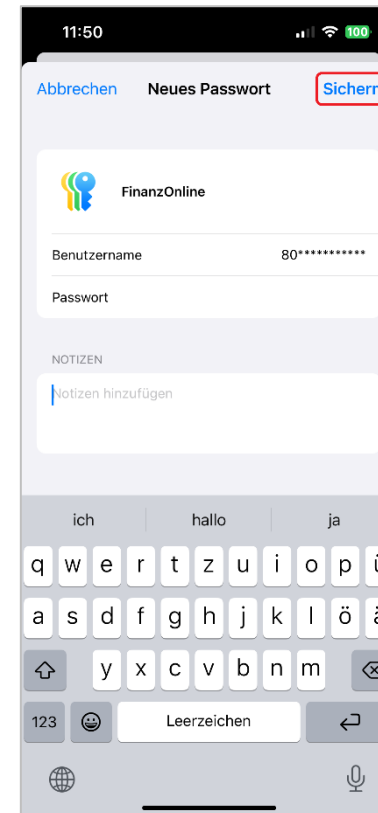 11:50 100
Abbrechen Neues Passwort Sichern
FinanzOnline
Benutzername 80***********
Passwort
NOTIZEN
Notizen hinzufügen
ich hallo ja
q w e r t z u i o p ü
a s d f g h j k l ö ä
y x c v b n m
123 Leerzeichen